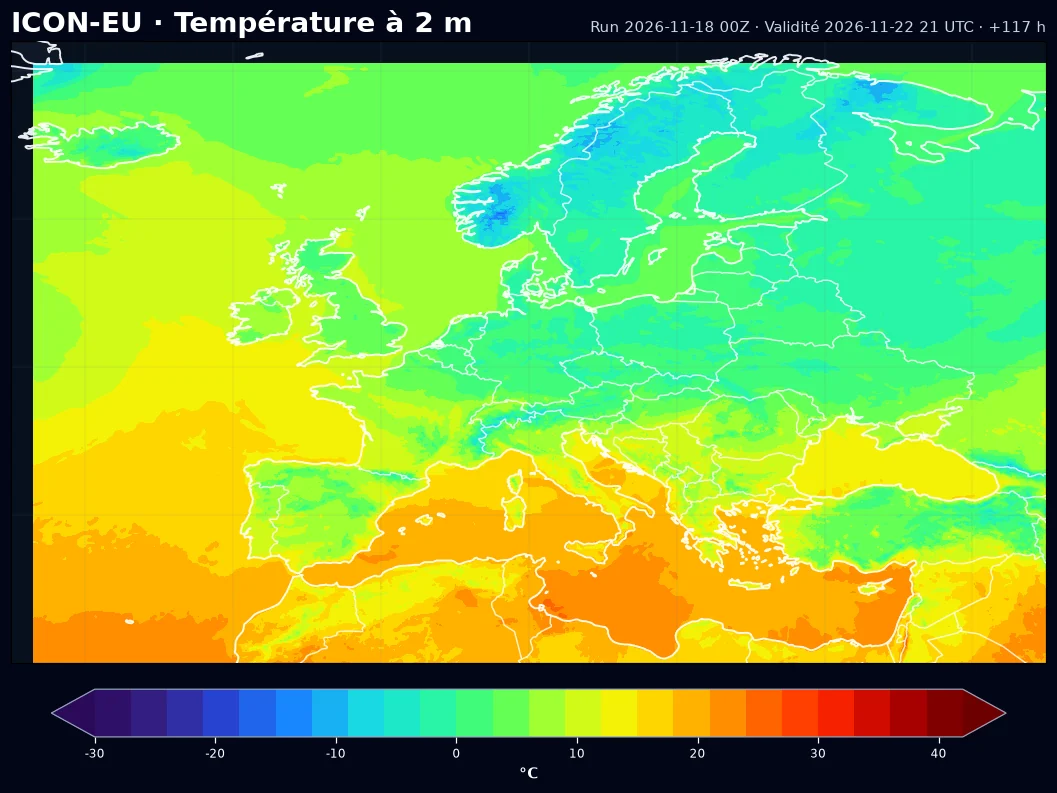 ICON-EU · Température à 2 m
Run 2026-11-18 00Z · Validité 2026-11-22 21 UTC · +117 h
-30 -20 -10 0 10 20 30 40
°C